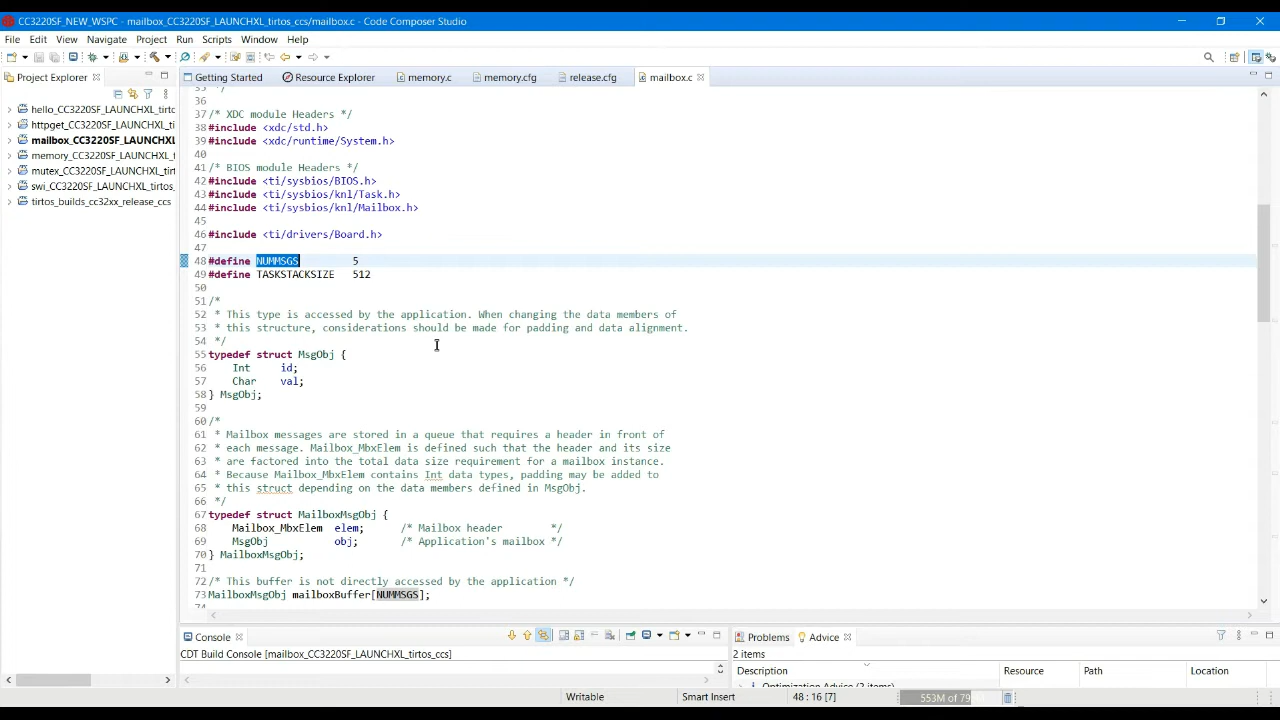 CC3220SF_NEW_WSPC - mailbox_CC3220SF_LAUNCHXL_tirtos_ccs/mailbox.c - Code Composer Studio
File Edit View Navigate Project Run Scripts Window Help
Project Explorer
Getting Started Resource Explorer memory.c memory.cfg release.cfg mailbox.c
hello_CC3220SF_LAUNCHXL_tirtc
httpget_CC3220SF_LAUNCHXL_ti
mailbox_CC3220SF_LAUNCHXL
memory_CC3220SF_LAUNCHXL_t
mutex_CC3220SF_LAUNCHXL_tirt
swi_CC3220SF_LAUNCHXL_tirtos_
tirtos_builds_cc32xx_release_ccs
35 */
36
37 /* XDC module Headers */
38 #include <xdc/std.h>
39 #include <xdc/runtime/System.h>
40
41 /* BIOS module Headers */
42 #include <ti/sysbios/BIOS.h>
43 #include <ti/sysbios/knl/Task.h>
44 #include <ti/sysbios/knl/Mailbox.h>
45
46 #include <ti/drivers/Board.h>
47
48 #define NUMMSGS 5
49 #define TASKSTACKSIZE 512
50
51 /*
52 * This type is accessed by the application. When changing the data members of
53 * this structure, considerations should be made for padding and data alignment.
54 */
55 typedef struct MsgObj {
56 Int id;
57 Char val;
58 } MsgObj;
59
60 /*
61 * Mailbox messages are stored in a queue that requires a header in front of
62 * each message. Mailbox_MbxElem is defined such that the header and its size
63 * are factored into the total data size requirement for a mailbox instance.
64 * Because Mailbox_MbxElem contains Int data types, padding may be added to
65 * this struct depending on the data members defined in MsgObj.
66 */
67 typedef struct MailboxMsgObj {
68 Mailbox_MbxElem elem; /* Mailbox header */
69 MsgObj obj; /* Application's mailbox */
70 } MailboxMsgObj;
71
72 /* This buffer is not directly accessed by the application */
73 MailboxMsgObj mailboxBuffer[NUMMSGS];
74
Console
CDT Build Console [mailbox_CC3220SF_LAUNCHXL_tirtos_ccs]
Problems Advice
2 items
Description Resource Path Location
Optimization Advice (2 items)
Writable Smart Insert 48 : 16 [7] 553M of 79